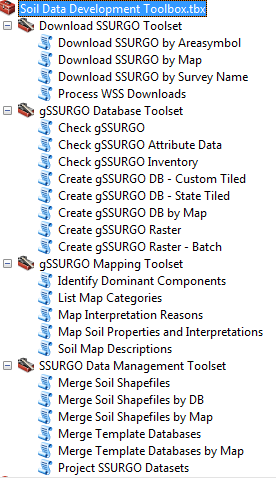 Soil Data Development Toolbox.tbx
Download SSURGO Toolset
Download SSURGO by Areasymbol
Download SSURGO by Map
Download SSURGO by Survey Name
Process WSS Downloads
gSSURGO Database Toolset
Check gSSURGO
Check gSSURGO Attribute Data
Check gSSURGO Inventory
Create gSSURGO DB - Custom Tiled
Create gSSURGO DB - State Tiled
Create gSSURGO DB by Map
Create gSSURGO Raster
Create gSSURGO Raster - Batch
gSSURGO Mapping Toolset
Identify Dominant Components
List Map Categories
Map Interpretation Reasons
Map Soil Properties and Interpretations
Soil Map Descriptions
SSURGO Data Management Toolset
Merge Soil Shapefiles
Merge Soil Shapefiles by DB
Merge Soil Shapefiles by Map
Merge Template Databases
Merge Template Databases by Map
Project SSURGO Datasets